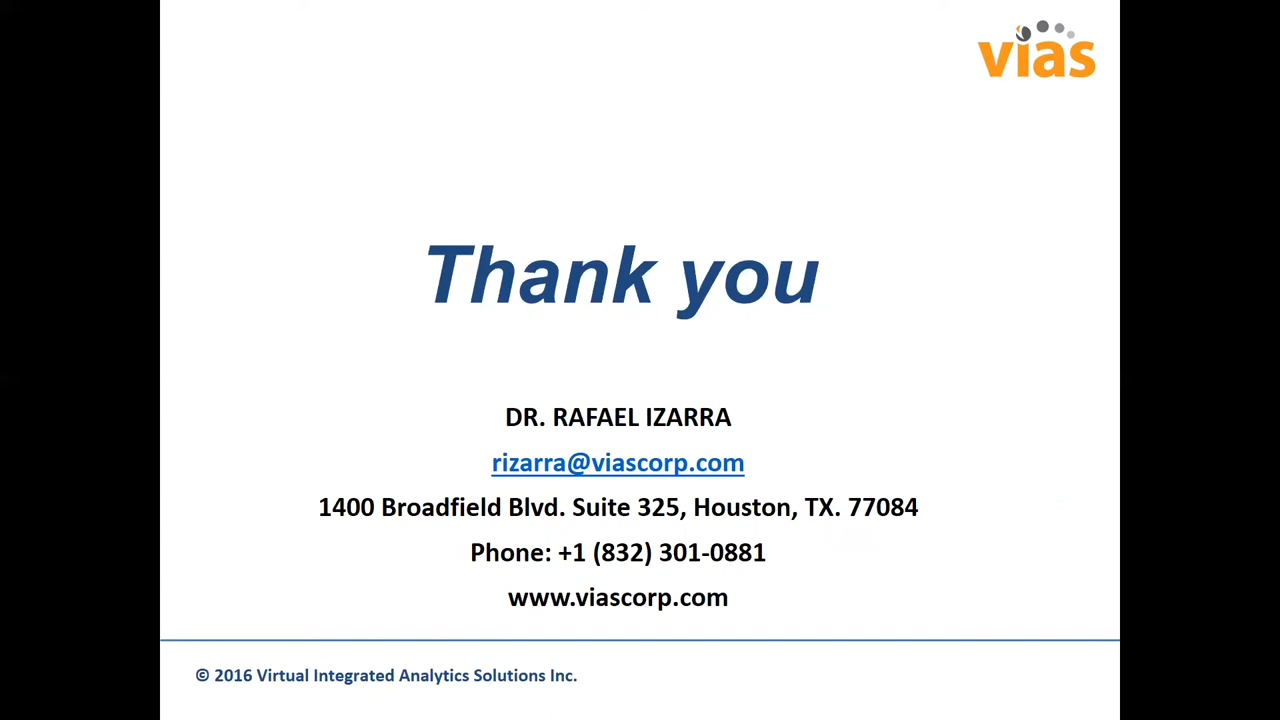 vias
Thank you
DR. RAFAEL IZARRA
rizarra@viascorp.com
1400 Broadfield Blvd. Suite 325, Houston, TX. 77084
Phone: +1 (832) 301-0881
www.viascorp.com
© 2016 Virtual Integrated Analytics Solutions Inc.